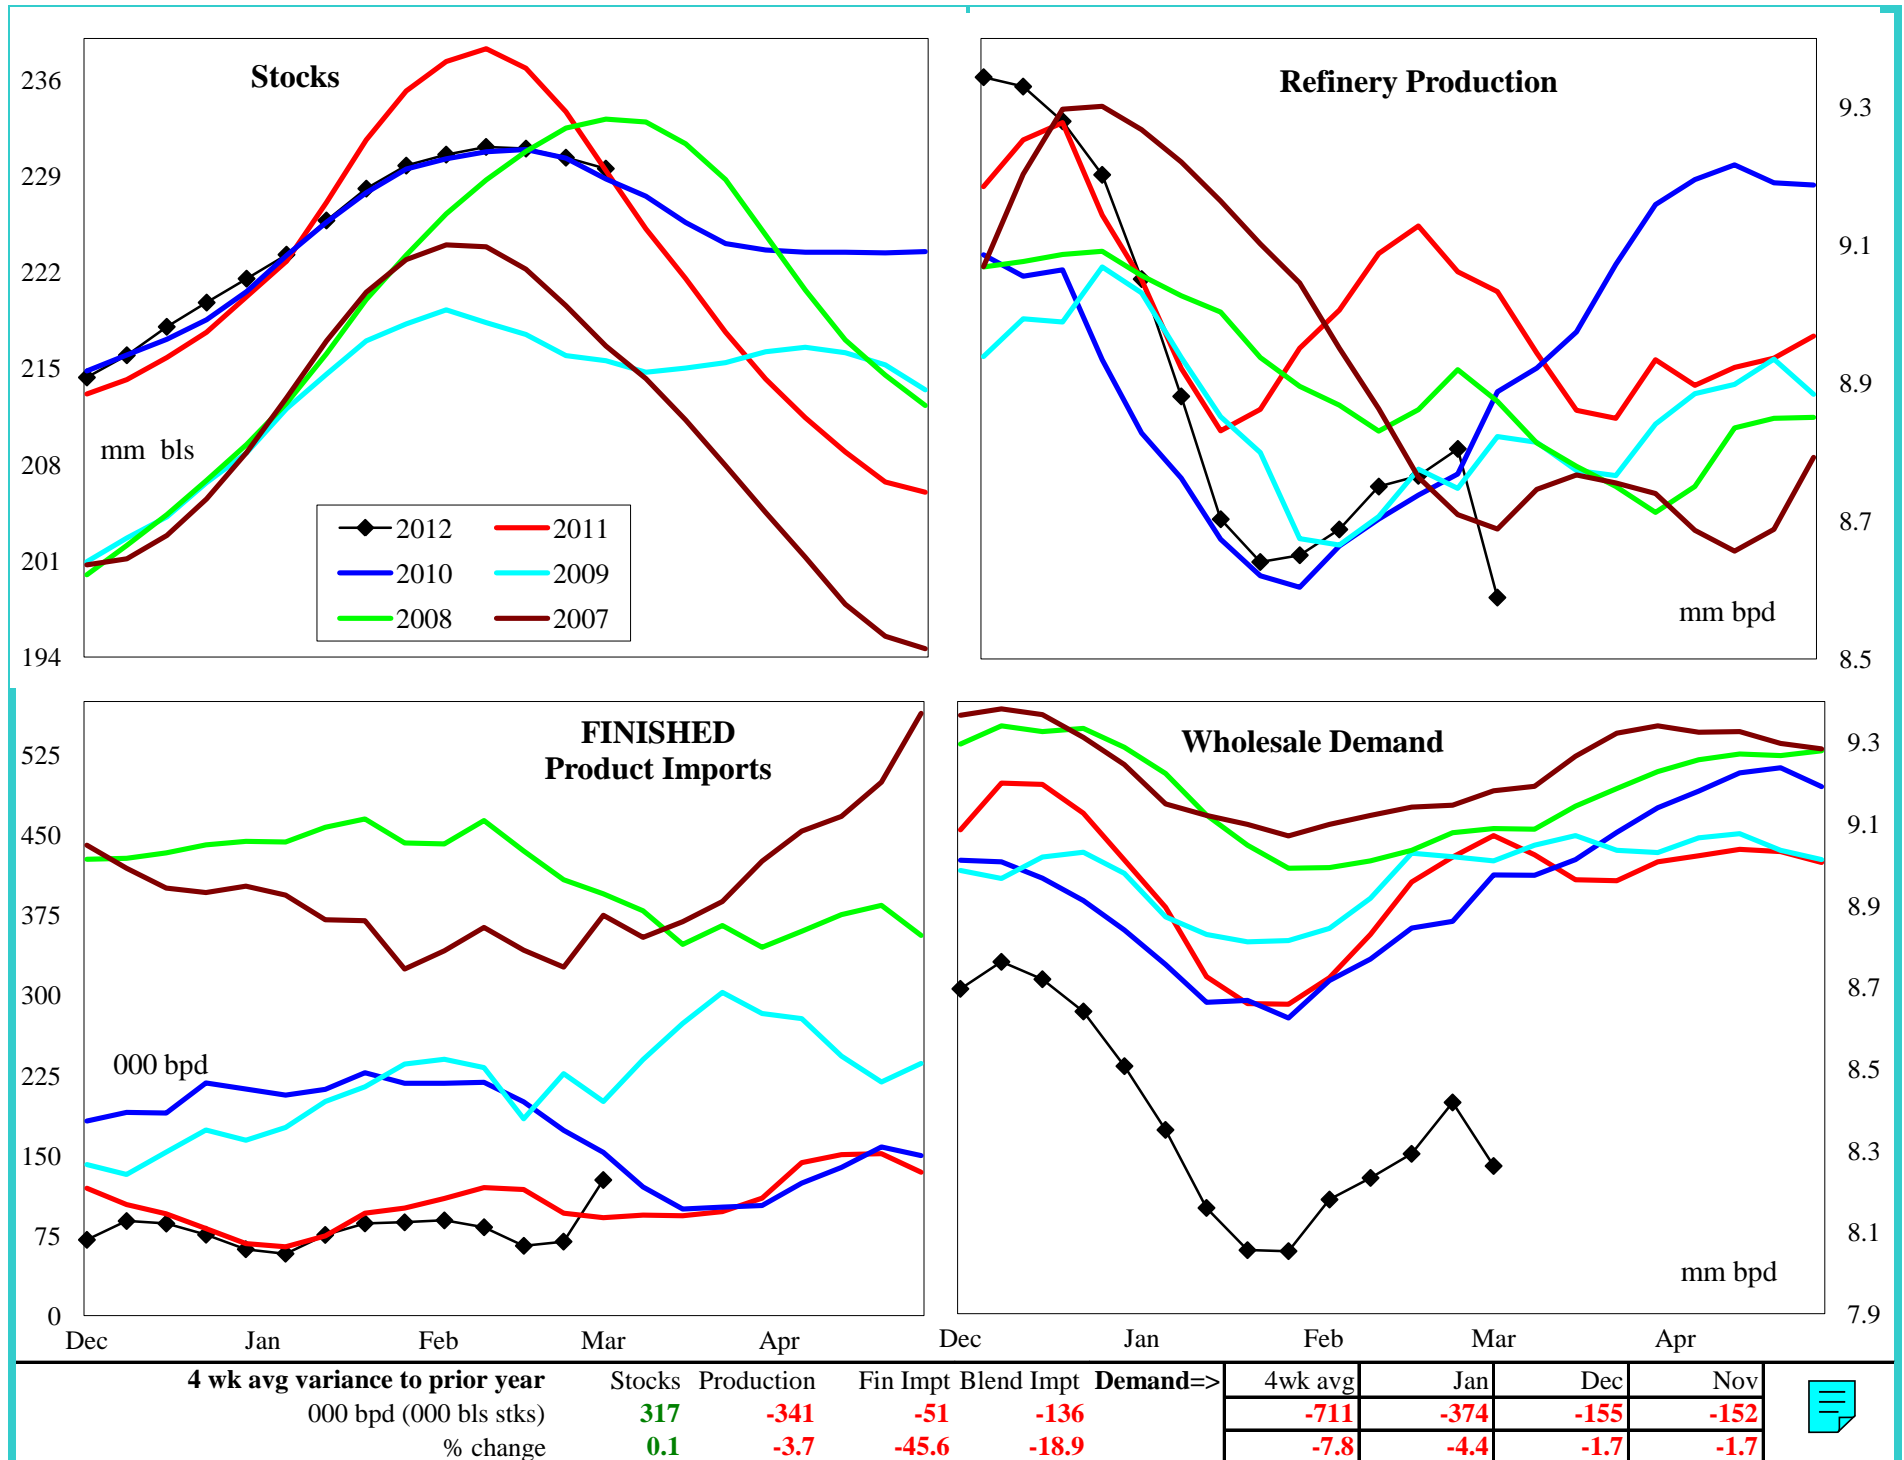 Stocks
236
229
222
215
208
201
194
mm bls
2012
2011
2010
2009
2008
2007
Refinery Production
9.3
9.1
8.9
8.7
8.5
mm bpd
FINISHED
Product Imports
525
450
375
300
225
150
75
0
000 bpd
Dec Jan Feb Mar Apr
Wholesale Demand
9.3
9.1
8.9
8.7
8.5
8.3
8.1
7.9
mm bpd
Dec Jan Feb Mar Apr
4 wk avg variance to prior year Stocks Production Fin Impt Blend Impt Demand=> 4wk avg Jan Dec Nov
000 bpd (000 bls stks) 317 -341 -51 -136 -711 -374 -155 -152
% change 0.1 -3.7 -45.6 -18.9 -7.8 -4.4 -1.7 -1.7